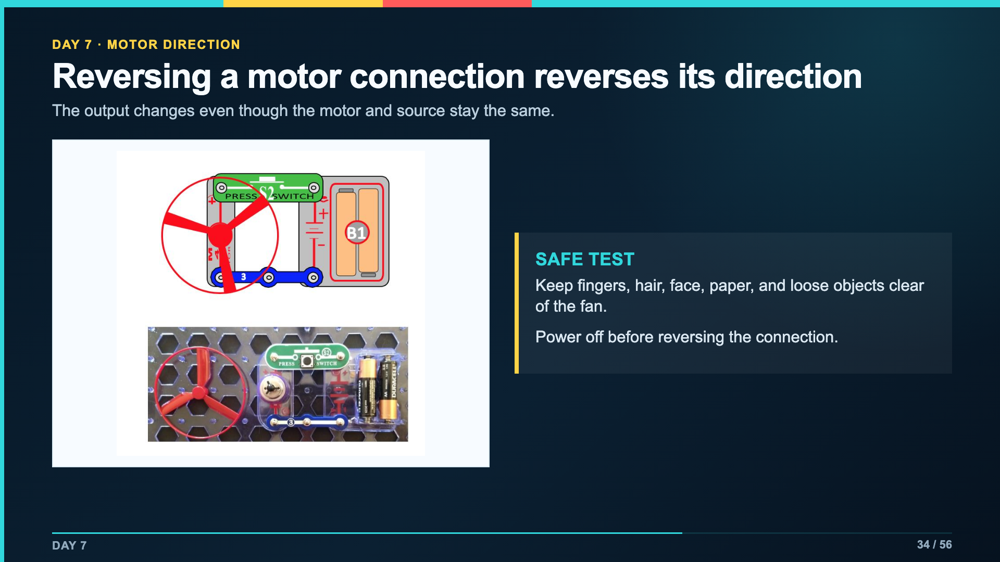 DAY 7 · MOTOR DIRECTION
Reversing a motor connection reverses its direction
The output changes even though the motor and source stay the same.
S2
PRESS SWITCH
+
+
B1
-
M
4
3
S2
PRESS SWITCH
AA
DURACELL
3
SAFE TEST
Keep fingers, hair, face, paper, and loose objects clear
of the fan.
Power off before reversing the connection.
DAY 7
34 / 56